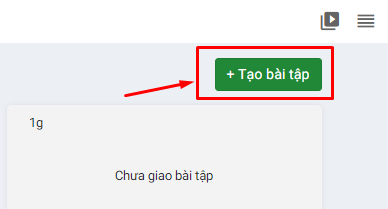 + Tạo bài tập
1g
Chưa giao bài tập